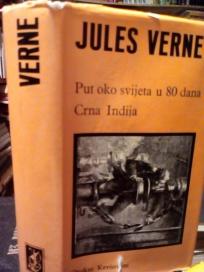 VERNE
JULES VERNE
Put oko svijeta u 80 dana
Crna Indija